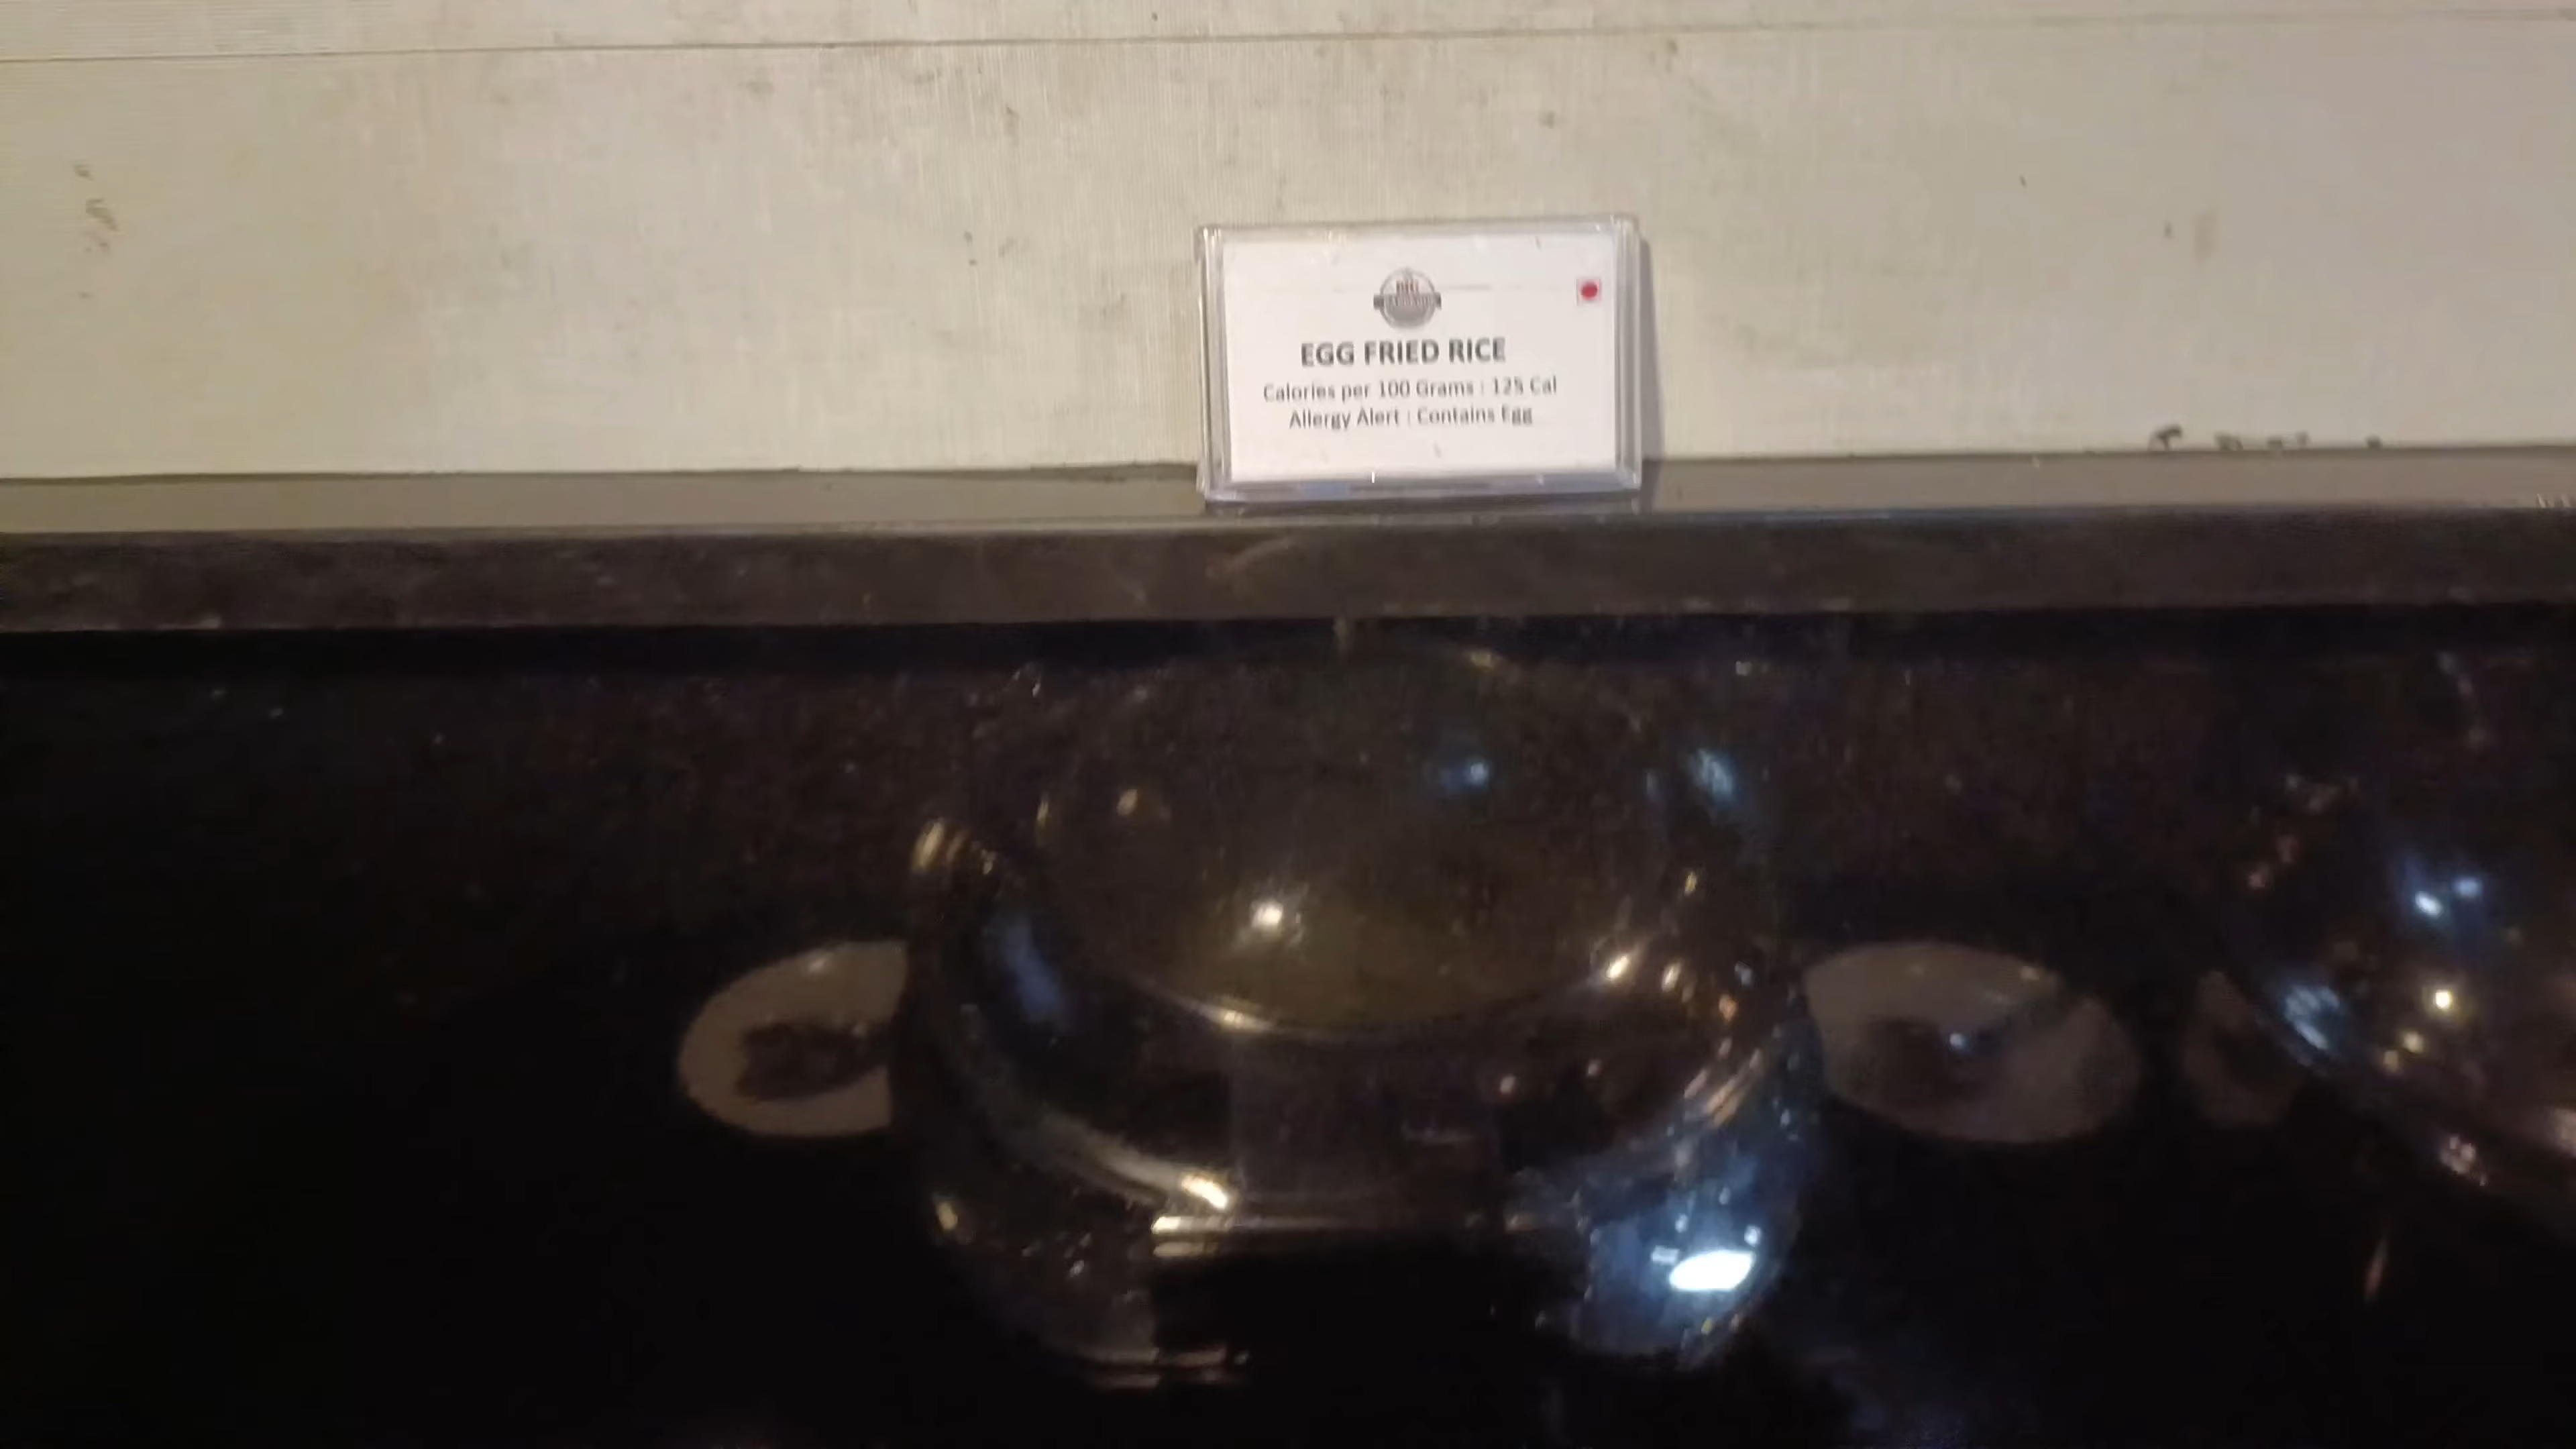 EGG FRIED RICE
Calories per 100 Grams : 125 Cal
Allergy Alert : Contains Egg